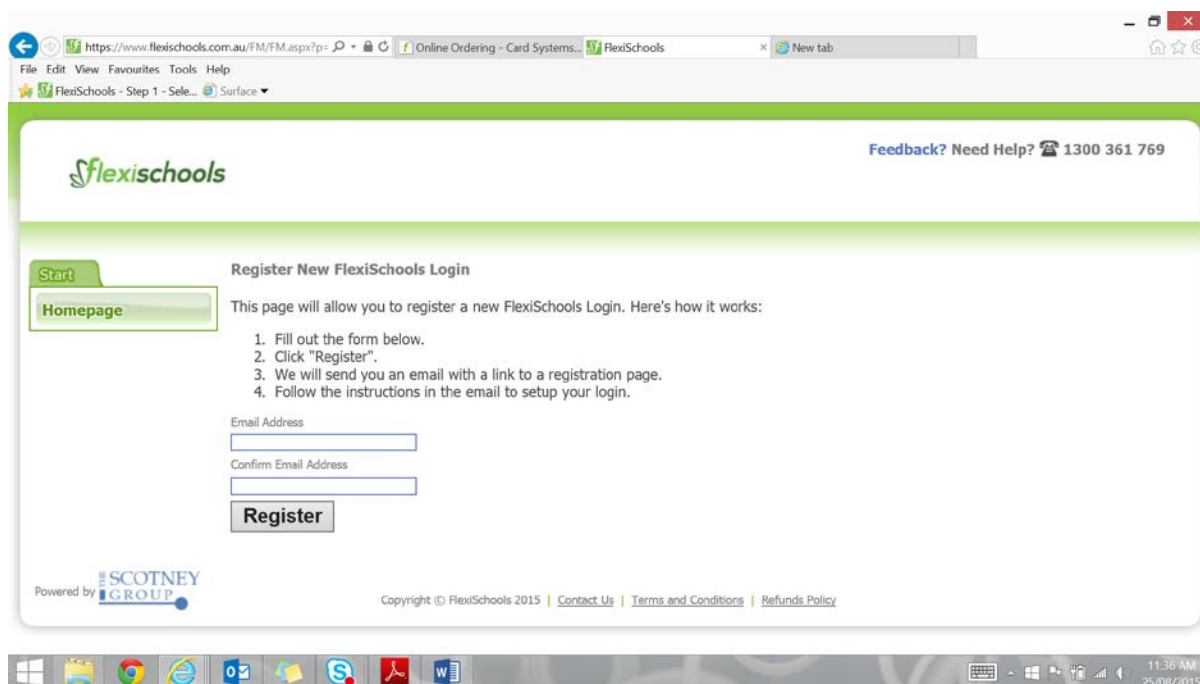 https://www.flexischools.com.au/FM/FM.aspx?p=
Online Ordering - Card Systems...
FlexiSchools
New tab
File Edit View Favourites Tools Help
FlexiSchools - Step 1 - Sele...
Surface
flexischools
Feedback? Need Help? 1300 361 769
Start
Homepage
Register New FlexiSchools Login
This page will allow you to register a new FlexiSchools Login. Here's how it works:
1. Fill out the form below.
2. Click "Register".
3. We will send you an email with a link to a registration page.
4. Follow the instructions in the email to setup your login.
Email Address
Confirm Email Address
Register
Powered by THE SCOTNEY GROUP
Copyright © FlexiSchools 2015 | Contact Us | Terms and Conditions | Refunds Policy
11:36 AM
25/08/2015